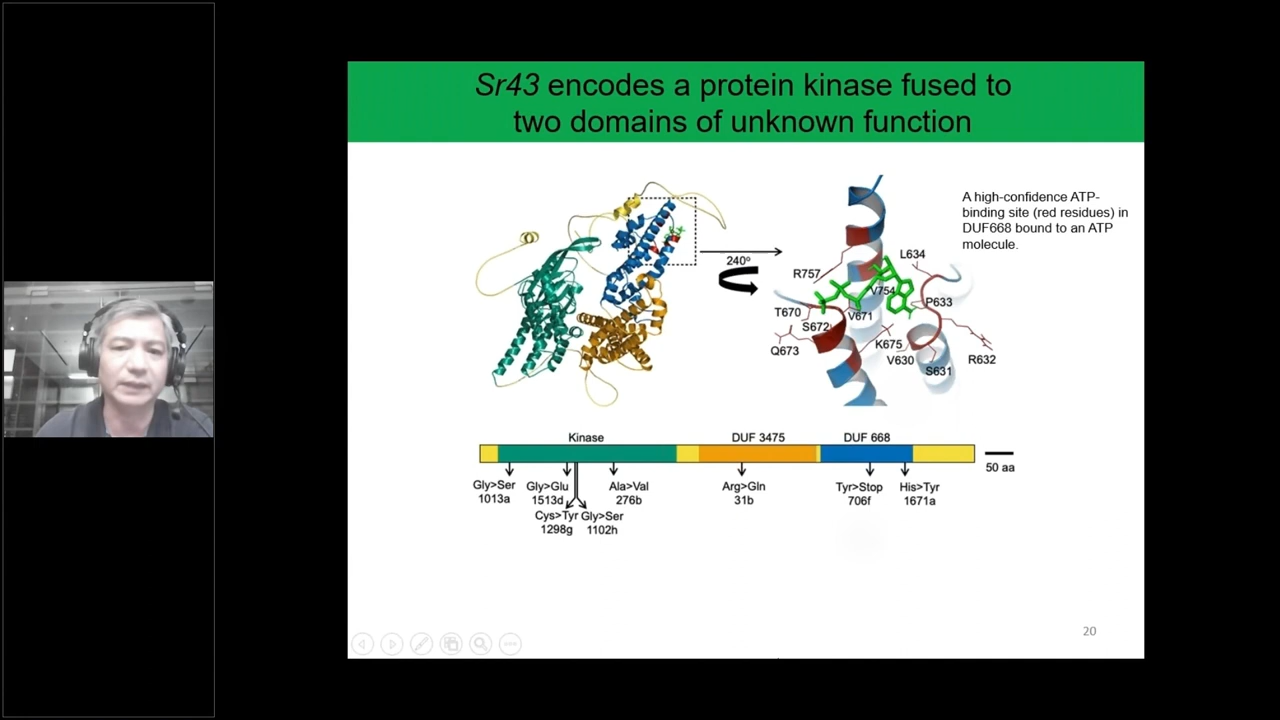 Sr43 encodes a protein kinase fused to
two domains of unknown function
A high-confidence ATP-
binding site (red residues) in
DUF668 bound to an ATP
molecule.
240°
L634
R757
V754
P633
T670
V671
S672
K675
Q673
V630
R632
S631
Kinase
DUF 3475
DUF 668
50 aa
Gly>Ser
1013a
Gly>Glu
1513d
Ala>Val
276b
Arg>Gln
31b
Tyr>Stop
706f
His>Tyr
1671a
Cys>Tyr
1298g
Gly>Ser
1102h
20